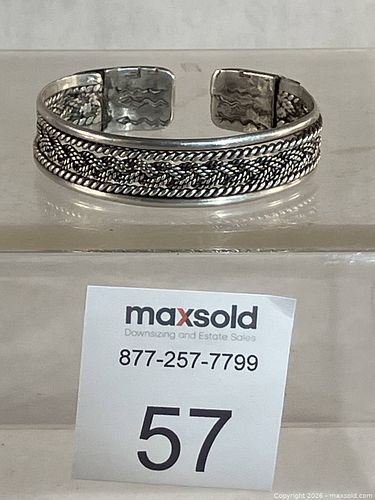 maxsold
Downsizing and Estate Sales
877-257-7799
57
Copyright 2026 - maxsold.com